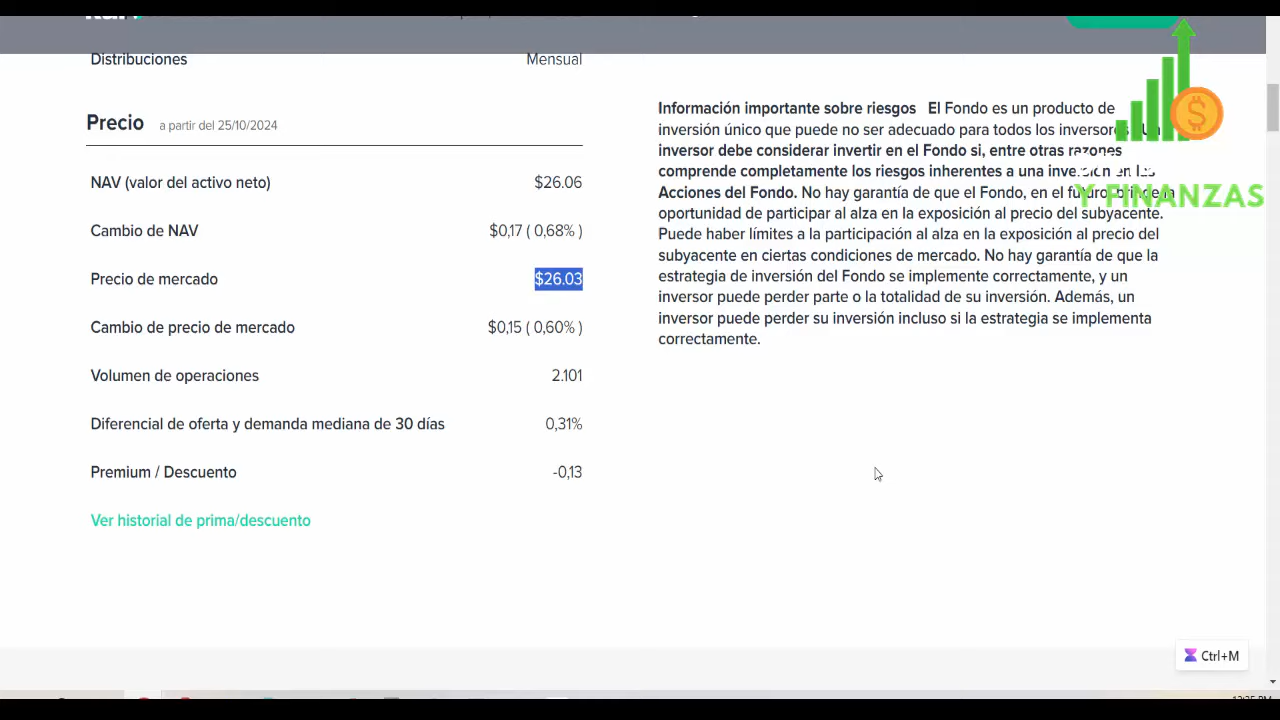 Distribuciones Mensual
Precio a partir del 25/10/2024
NAV (valor del activo neto) $26.06
Cambio de NAV $0,17 ( 0,68% )
Precio de mercado $26.03
Cambio de precio de mercado $0,15 ( 0,60% )
Volumen de operaciones 2.101
Diferencial de oferta y demanda mediana de 30 días 0,31%
Premium / Descuento -0,13
Ver historial de prima/descuento
Información importante sobre riesgos El Fondo es un producto de
inversión único que puede no ser adecuado para todos los inversores. Un
inversor debe considerar invertir en el Fondo si, entre otras razones
comprende completamente los riesgos inherentes a una inversión en las
Acciones del Fondo. No hay garantía de que el Fondo, en el futuro, brinde la
oportunidad de participar al alza en la exposición al precio del subyacente.
Puede haber límites a la participación al alza en la exposición al precio del
subyacente en ciertas condiciones de mercado. No hay garantía de que la
estrategia de inversión del Fondo se implemente correctamente, y un
inversor puede perder parte o la totalidad de su inversión. Además, un
inversor puede perder su inversión incluso si la estrategia se implementa
correctamente.
$
Y FINANZAS
Ctrl+M